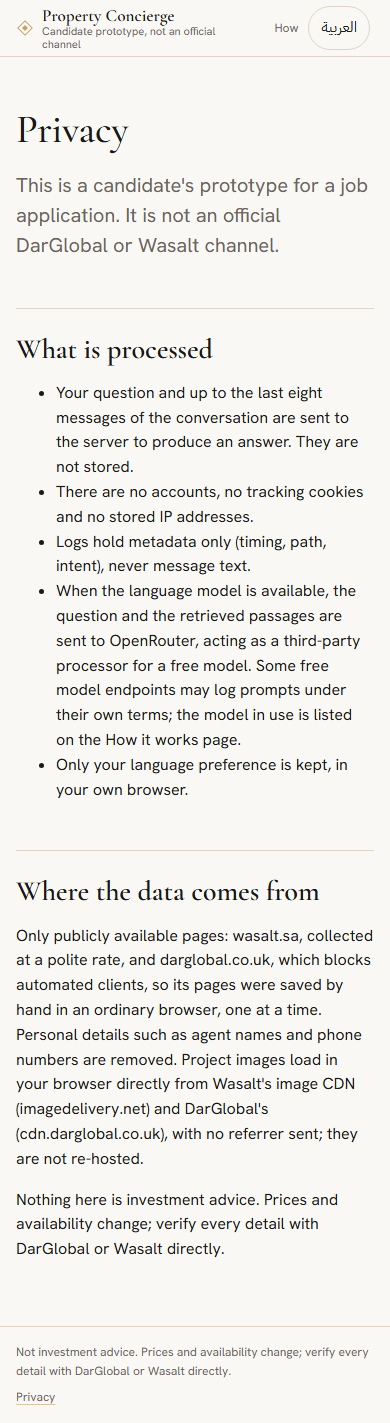 Property Concierge
Candidate prototype, not an official
channel
How
العربية
Privacy
This is a candidate's prototype for a job
application. It is not an official
DarGlobal or Wasalt channel.
What is processed
• Your question and up to the last eight
messages of the conversation are sent to
the server to produce an answer. They are
not stored.
• There are no accounts, no tracking cookies
and no stored IP addresses.
• Logs hold metadata only (timing, path,
intent), never message text.
• When the language model is available, the
question and the retrieved passages are
sent to OpenRouter, acting as a third-party
processor for a free model. Some free
model endpoints may log prompts under
their own terms; the model in use is listed
on the How it works page.
• Only your language preference is kept, in
your own browser.
Where the data comes from
Only publicly available pages: wasalt.sa, collected
at a polite rate, and darglobal.co.uk, which blocks
automated clients, so its pages were saved by
hand in an ordinary browser, one at a time.
Personal details such as agent names and phone
numbers are removed. Project images load in
your browser directly from Wasalt's image CDN
(imagedelivery.net) and DarGlobal's
(cdn.darglobal.co.uk), with no referrer sent; they
are not re-hosted.
Nothing here is investment advice. Prices and
availability change; verify every detail with
DarGlobal or Wasalt directly.
Not investment advice. Prices and availability change; verify every
detail with DarGlobal or Wasalt directly.
Privacy